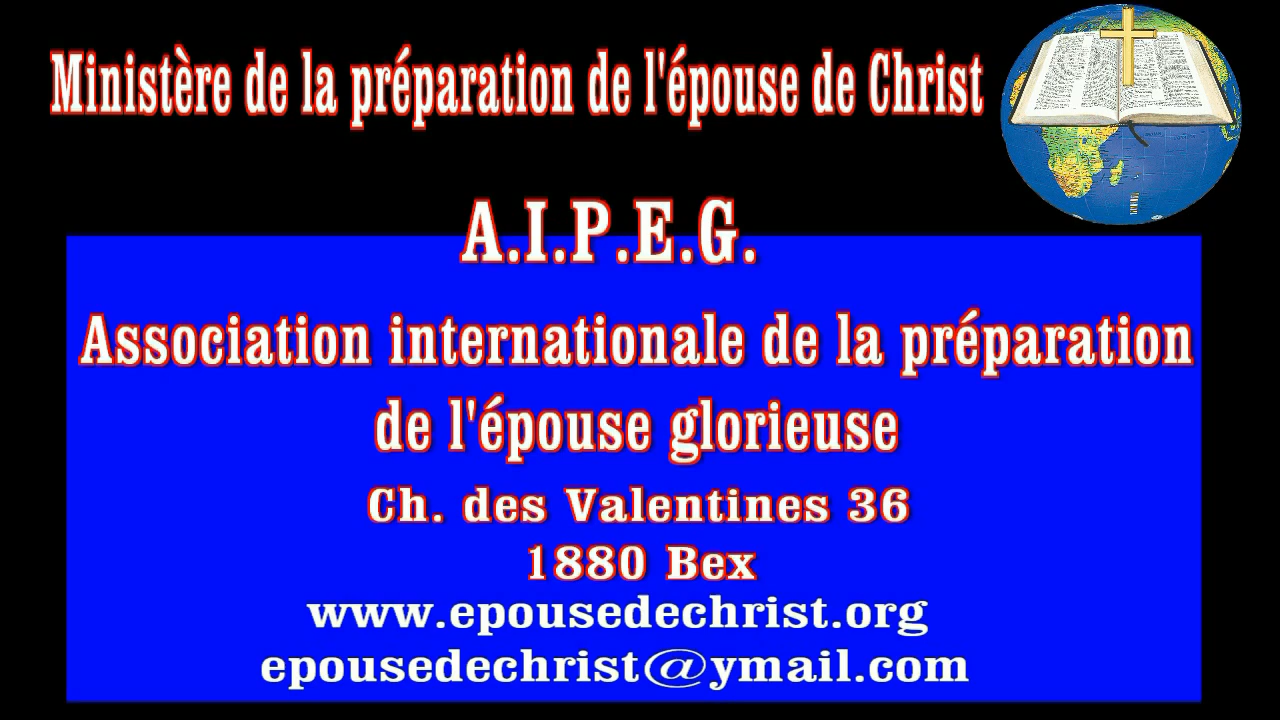 Ministère de la préparation de l'épouse de Christ
A.I.P.E.G.
Association internationale de la préparation
de l'épouse glorieuse
Ch. des Valentines 36
1880 Bex
www.epousedechrist.org
epousedechrist@ymail.com